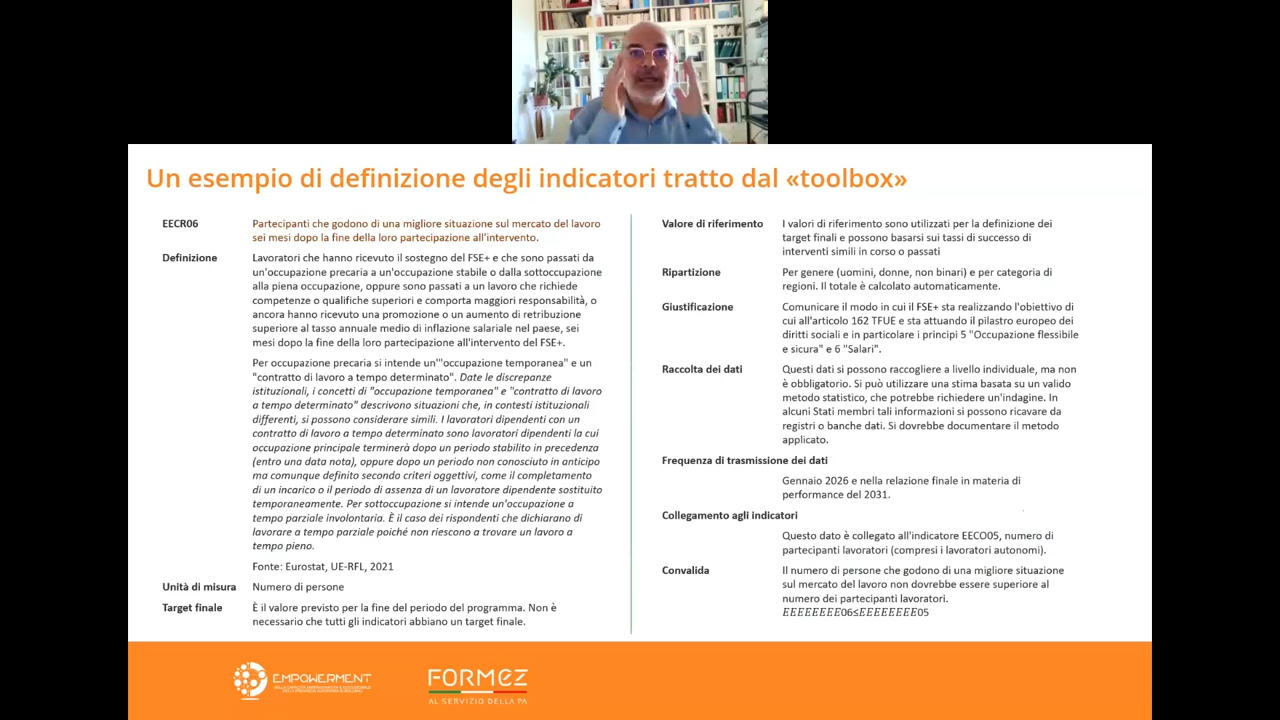 Un esempio di definizione degli indicatori tratto dal «toolbox»
EECR06
Partecipanti che godono di una migliore situazione sul mercato del lavoro
sei mesi dopo la fine della loro partecipazione all'intervento.
Definizione
Lavoratori che hanno ricevuto il sostegno del FSE+ e che sono passati da
un'occupazione precaria a un'occupazione stabile o dalla sottoccupazione
alla piena occupazione, oppure sono passati a un lavoro che richiede
competenze o qualifiche superiori e comporta maggiori responsabilità, o
ancora hanno ricevuto una promozione o un aumento di retribuzione
superiore al tasso annuale medio di inflazione salariale nel paese, sei
mesi dopo la fine della loro partecipazione all'intervento del FSE+.
Per occupazione precaria si intende un'"occupazione temporanea" e un
"contratto di lavoro a tempo determinato". Date le discrepanze
istituzionali, i concetti di "occupazione temporanea" e "contratto di lavoro
a tempo determinato" descrivono situazioni che, in contesti istituzionali
differenti, si possono considerare simili. I lavoratori dipendenti con un
contratto di lavoro a tempo determinato sono lavoratori dipendenti la cui
occupazione principale terminerà dopo un periodo stabilito in precedenza
(entro una data nota), oppure dopo un periodo non conosciuto in anticipo
ma comunque definito secondo criteri oggettivi, come il completamento
di un incarico o il periodo di assenza di un lavoratore dipendente sostituito
temporaneamente. Per sottoccupazione si intende un'occupazione a
tempo parziale involontaria. È il caso dei rispondenti che dichiarano di
lavorare a tempo parziale poiché non riescono a trovare un lavoro a
tempo pieno.
Fonte: Eurostat, UE-RFL, 2021
Unità di misura
Numero di persone
Target finale
È il valore previsto per la fine del periodo del programma. Non è
necessario che tutti gli indicatori abbiano un target finale.
Valore di riferimento
I valori di riferimento sono utilizzati per la definizione dei
target finali e possono basarsi sui tassi di successo di
interventi simili in corso o passati
Ripartizione
Per genere (uomini, donne, non binari) e per categoria di
regioni. Il totale è calcolato automaticamente.
Giustificazione
Comunicare il modo in cui il FSE+ sta realizzando l'obiettivo di
cui all'articolo 162 TFUE e sta attuando il pilastro europeo dei
diritti sociali e in particolare i principi 5 "Occupazione flessibile
e sicura" e 6 "Salari".
Raccolta dei dati
Questi dati si possono raccogliere a livello individuale, ma non
è obbligatorio. Si può utilizzare una stima basata su un valido
metodo statistico, che potrebbe richiedere un'indagine. In
alcuni Stati membri tali informazioni si possono ricavare da
registri o banche dati. Si dovrebbe documentare il metodo
applicato.
Frequenza di trasmissione dei dati
Gennaio 2026 e nella relazione finale in materia di
performance del 2031.
Collegamento agli indicatori
Questo dato è collegato all'indicatore EECO05, numero di
partecipanti lavoratori (compresi i lavoratori autonomi).
Convalida
Il numero di persone che godono di una migliore situazione
sul mercato del lavoro non dovrebbe essere superiore al
numero dei partecipanti lavoratori.
EEEEEEEE06≤EEEEEEEE05
EMPOWERMENT
FORMEZ
AL SERVIZIO DELLA PA